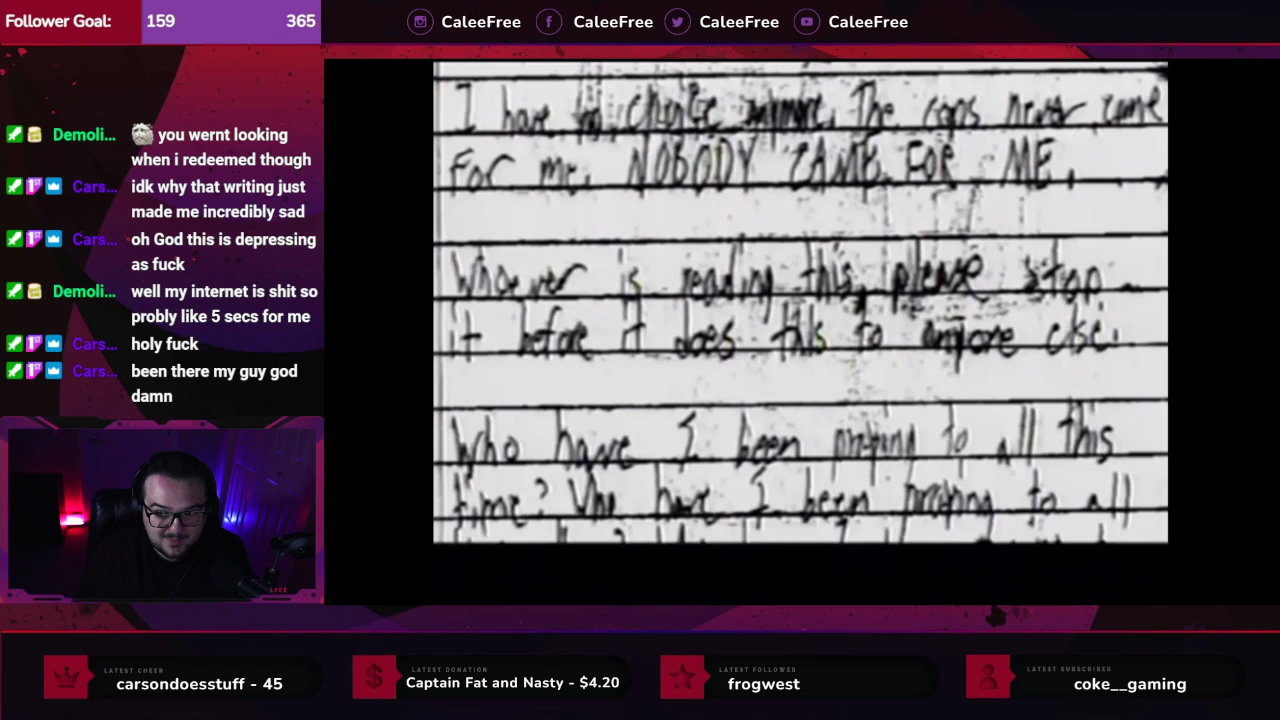 Follower Goal: 159 365
CaleeFree CaleeFree CaleeFree CaleeFree
Demoli... you wernt looking
when i redeemed though
Cars... idk why that writing just
made me incredibly sad
Cars... oh God this is depressing
as fuck
Demoli... well my internet is shit so
probly like 5 secs for me
Cars... holy fuck
Cars... been there my guy god
damn
LIVE
I have no choice anymore. The cops never came
for me. NOBODY CAME FOR ME.
Whoever is reading this, please stop
it before it does this to anyone else.
Who have I been praying to all this
time? Who have I been praying to all
LATEST CHEER
carsondoesstuff - 45
LATEST DONATION
Captain Fat and Nasty - $4.20
LATEST FOLLOWER
frogwest
LATEST SUBSCRIBER
coke__gaming